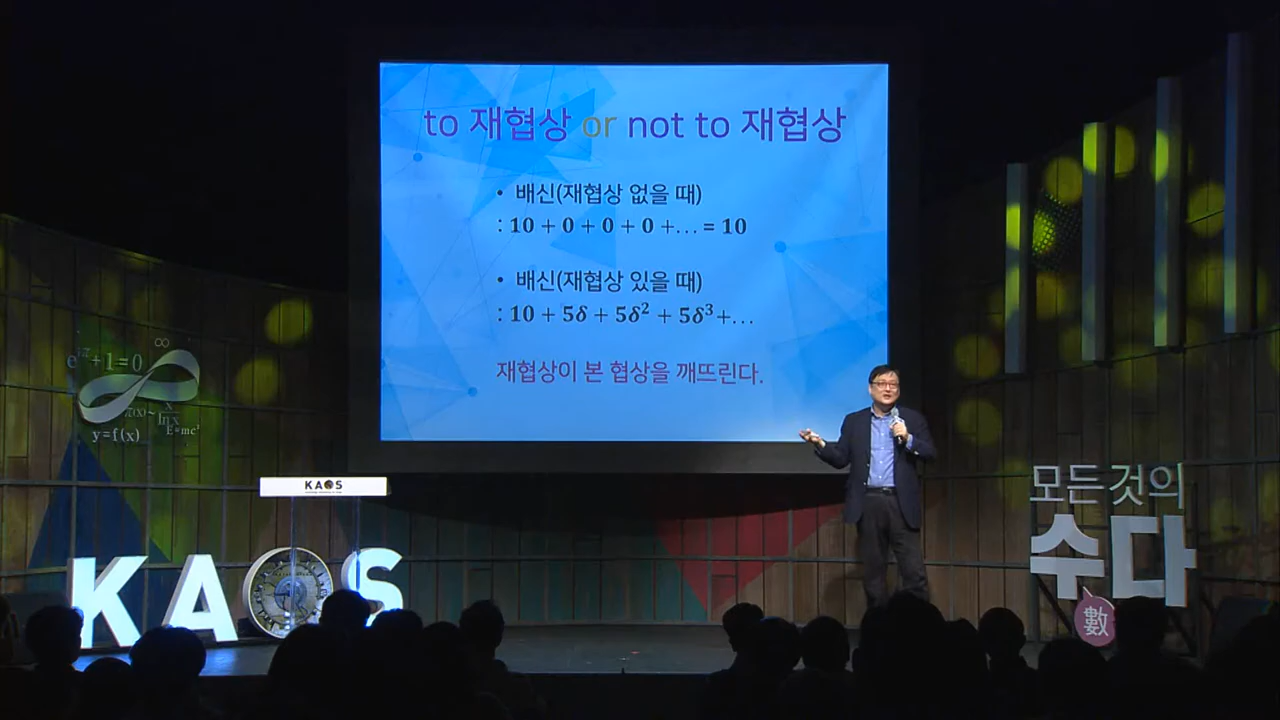 to 재협상 or not to 재협상
• 배신(재협상 없을 때)
: 10 + 0 + 0 + 0 +… = 10
• 배신(재협상 있을 때)
: 10 + 5δ + 5δ² + 5δ³ +…
재협상이 본 협상을 깨뜨린다.
∞
e^{iπ}+1=0
π(x)~ x/ln x
E=mc²
y=f(x)
KAOS
KAOS
모든것의
수다
數